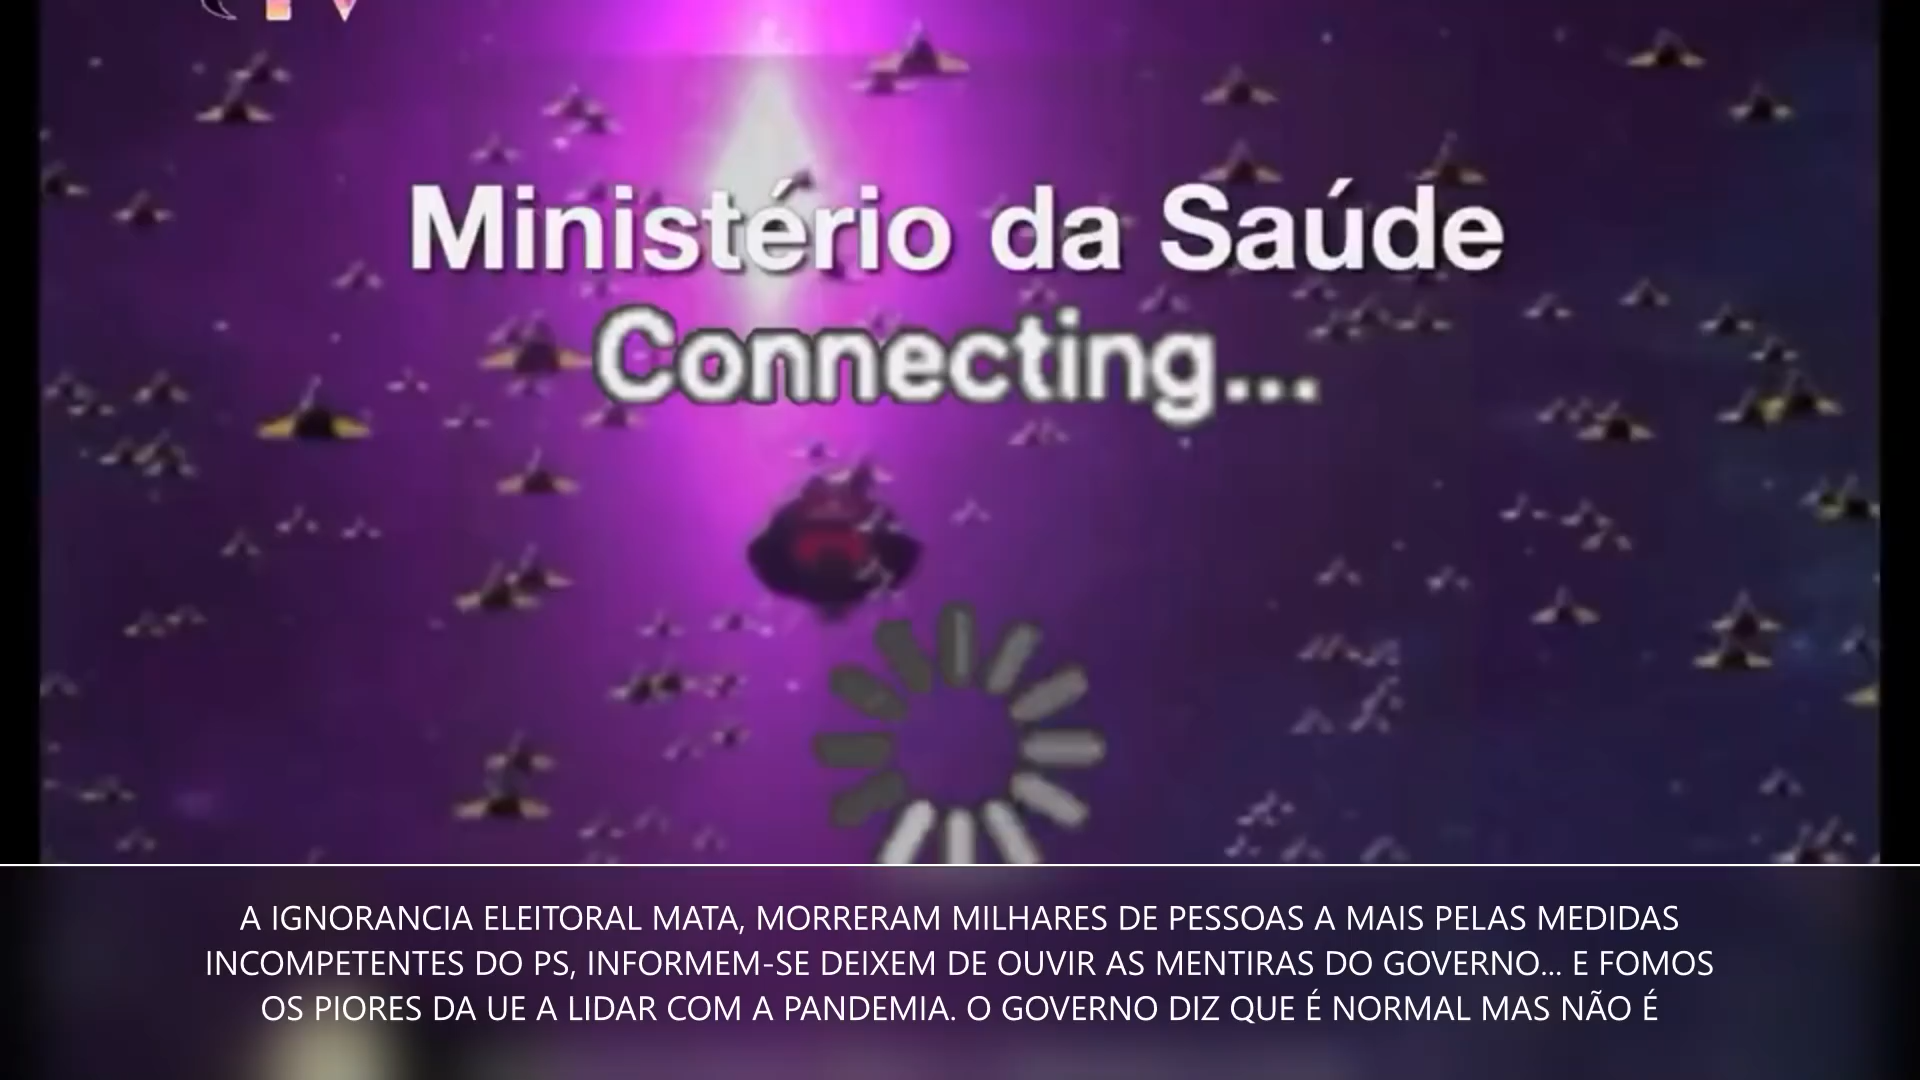 TV
Ministério da Saúde
Connecting...
A IGNORANCIA ELEITORAL MATA, MORRERAM MILHARES DE PESSOAS A MAIS PELAS MEDIDAS
INCOMPETENTES DO PS, INFORMEM-SE DEIXEM DE OUVIR AS MENTIRAS DO GOVERNO... E FOMOS
OS PIORES DA UE A LIDAR COM A PANDEMIA. O GOVERNO DIZ QUE É NORMAL MAS NÃO É